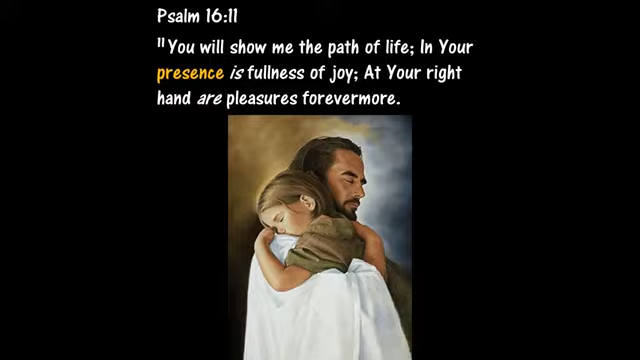 Psalm 16:11
11 You will show me the path of life; In Your
presence is fullness of joy; At Your right
hand are pleasures forevermore.